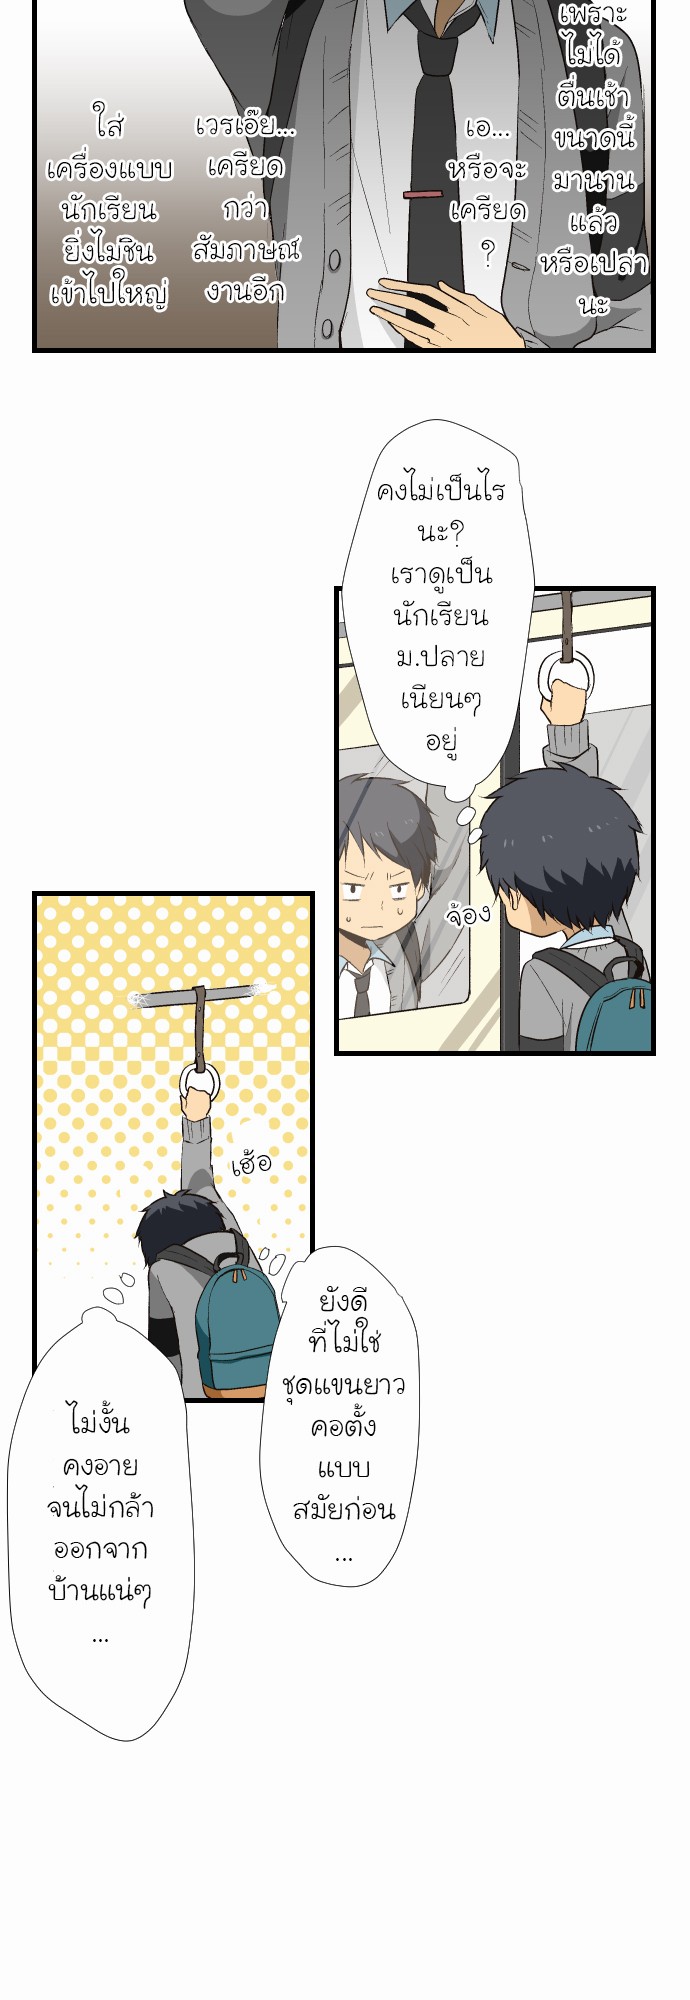 เพราะ
ไม่ได้
ตื่นเช้า
ขนาดนี้
มานาน
แล้ว
หรือเปล่า
นะ
เอ...
หรือจะ
เครียด
?
เวรเอ๊ย...
เครียด
กว่า
สัมภาษณ์
งานอีก
ใส่
เครื่องแบบ
นักเรียน
ยิ่งไม่ชิน
เข้าไปใหญ่
คงไม่เป็นไร
นะ?
เราดูเป็น
นักเรียน
ม.ปลาย
เนียนๆ
อยู่
จ้อง
เฮ้อ
ยังดี
ที่ไม่ใช่
ชุดแขนยาว
คอตั้ง
แบบ
สมัยก่อน
...
ไม่งั้น
คงอาย
จนไม่กล้า
ออกจาก
บ้านแน่ๆ
...